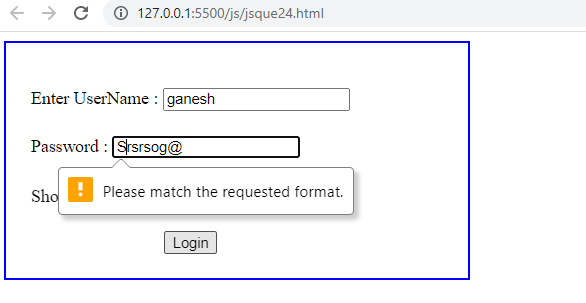 127.0.0.1:5500/js/jsque24.html
Enter UserName : ganesh
Password : Srsrsog@
Please match the requested format.
Sho
Login